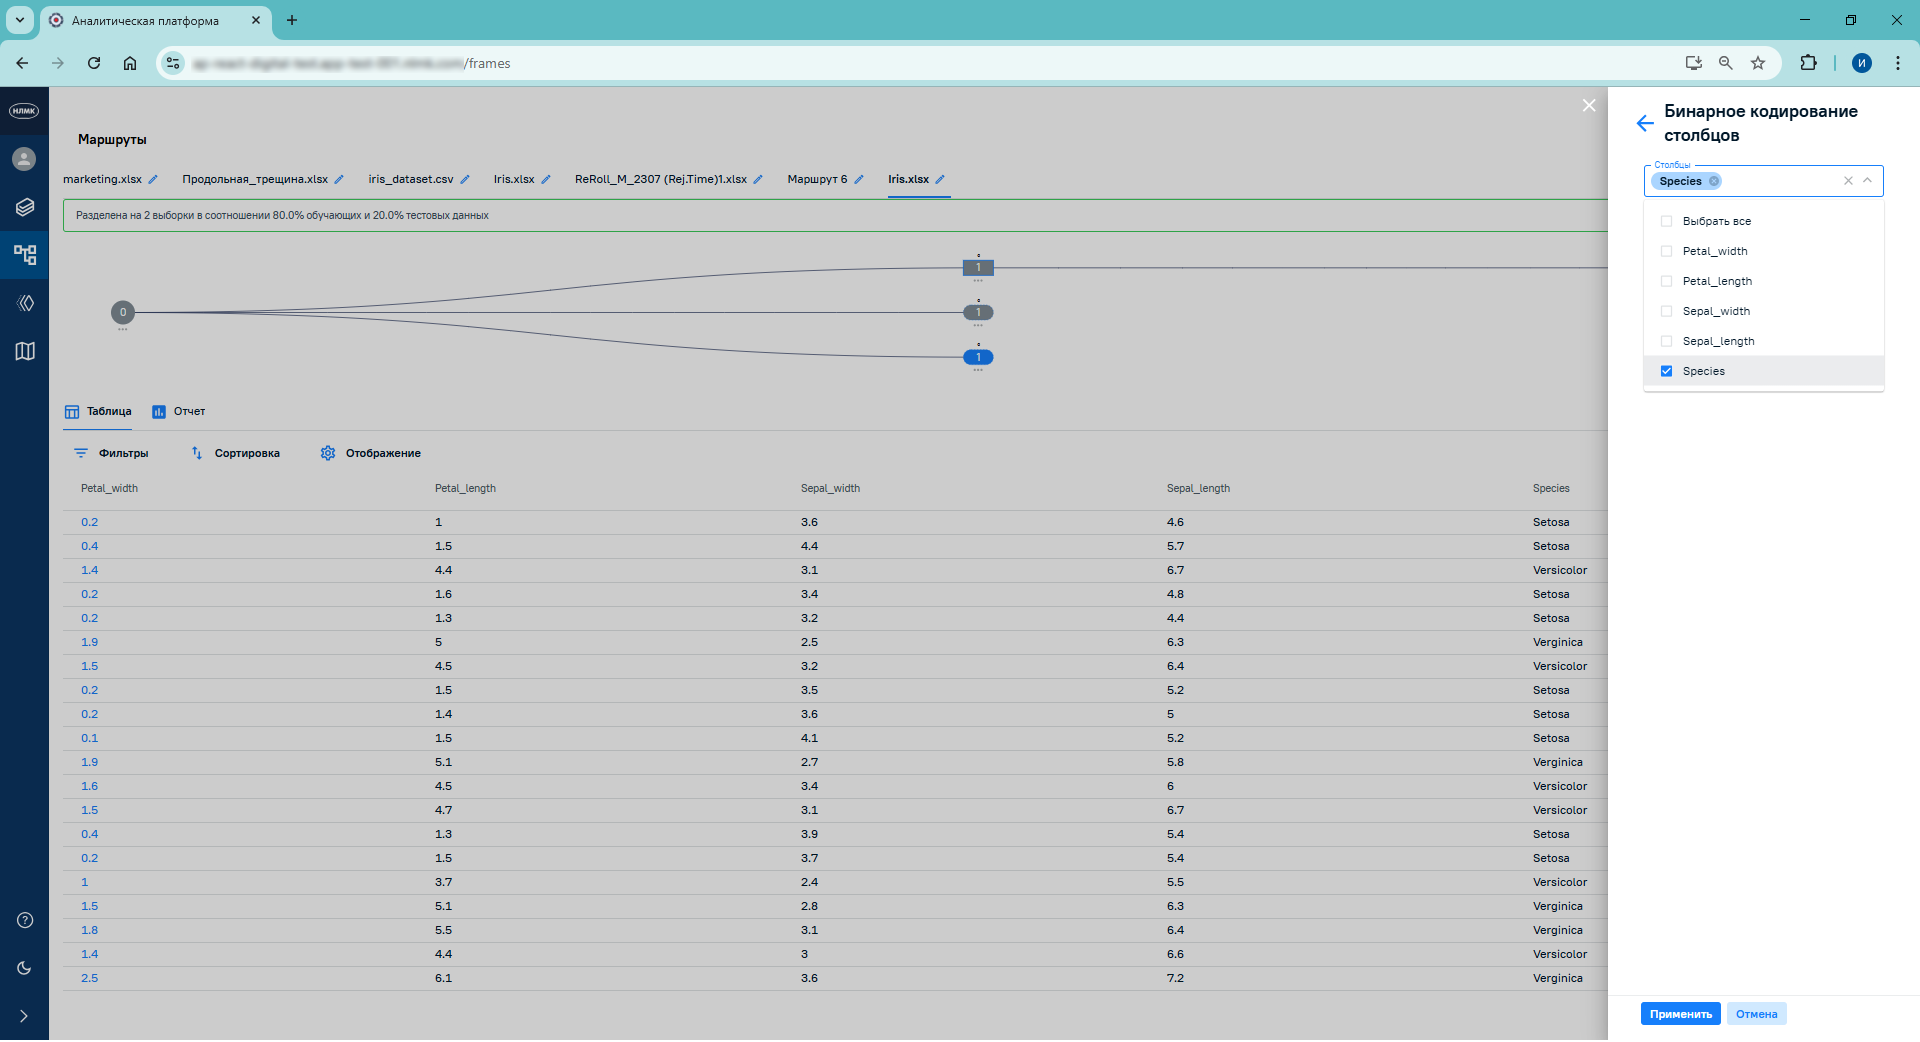 Аналитическая платформа
/frames
И
НЛМК
Маршруты
marketing.xlsx Продольная_трещина.xlsx iris_dataset.csv Iris.xlsx ReRoll_M_2307 (Rej.Time)1.xlsx Маршрут 6 Iris.xlsx
Разделена на 2 выборки в соотношении 80.0% обучающих и 20.0% тестовых данных
1
0 1
1
Таблица Отчет
Фильтры Сортировка Отображение
Petal_width Petal_length Sepal_width Sepal_length Species
0.2 1 3.6 4.6 Setosa
0.4 1.5 4.4 5.7 Setosa
1.4 4.4 3.1 6.7 Versicolor
0.2 1.6 3.4 4.8 Setosa
0.2 1.3 3.2 4.4 Setosa
1.9 5 2.5 6.3 Verginica
1.5 4.5 3.2 6.4 Versicolor
0.2 1.5 3.5 5.2 Setosa
0.2 1.4 3.6 5 Setosa
0.1 1.5 4.1 5.2 Setosa
1.9 5.1 2.7 5.8 Verginica
1.6 4.5 3.4 6 Versicolor
1.5 4.7 3.1 6.7 Versicolor
0.4 1.3 3.9 5.4 Setosa
0.2 1.5 3.7 5.4 Setosa
1 3.7 2.4 5.5 Versicolor
1.5 5.1 2.8 6.3 Verginica
1.8 5.5 3.1 6.4 Verginica
1.4 4.4 3 6.6 Versicolor
2.5 6.1 3.6 7.2 Verginica
Бинарное кодирование
столбцов
Столбцы
Species
Выбрать все
Petal_width
Petal_length
Sepal_width
Sepal_length
Species
Применить Отмена